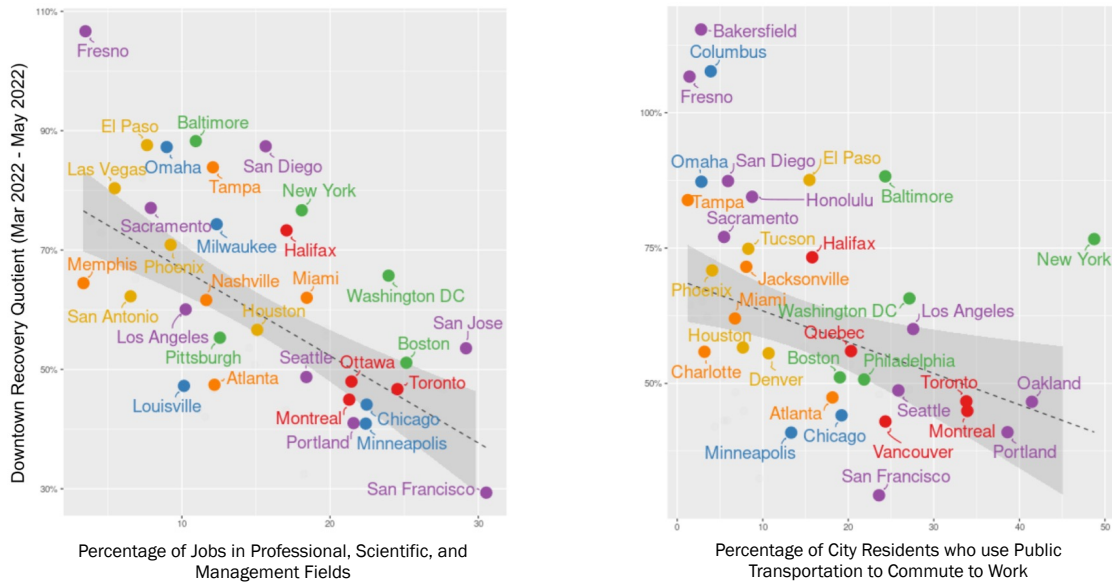 Downtown Recovery Quotient (Mar 2022 - May 2022)
110%
90%
70%
50%
30%
Fresno
El Paso
Baltimore
Omaha
San Diego
Las Vegas
Tampa
New York
Sacramento
Milwaukee
Halifax
Phoenix
Memphis
Nashville
Miami
Washington DC
San Antonio
Houston
Los Angeles
San Jose
Pittsburgh
Seattle
Ottawa
Boston
Atlanta
Toronto
Louisville
Montreal
Chicago
Portland
Minneapolis
San Francisco
10
20
30
Percentage of Jobs in Professional, Scientific, and
Management Fields
100%
75%
50%
Bakersfield
Columbus
Fresno
Omaha
San Diego
El Paso
Baltimore
Tampa
Honolulu
Sacramento
Tucson
Halifax
New York
Phoenix
Jacksonville
Miami
Washington DC
Los Angeles
Houston
Quebec
Charlotte
Denver
Boston
Philadelphia
Toronto
Oakland
Atlanta
Seattle
Chicago
Montreal
Minneapolis
Vancouver
Portland
San Francisco
0
10
20
30
40
50
Percentage of City Residents who use Public
Transportation to Commute to Work